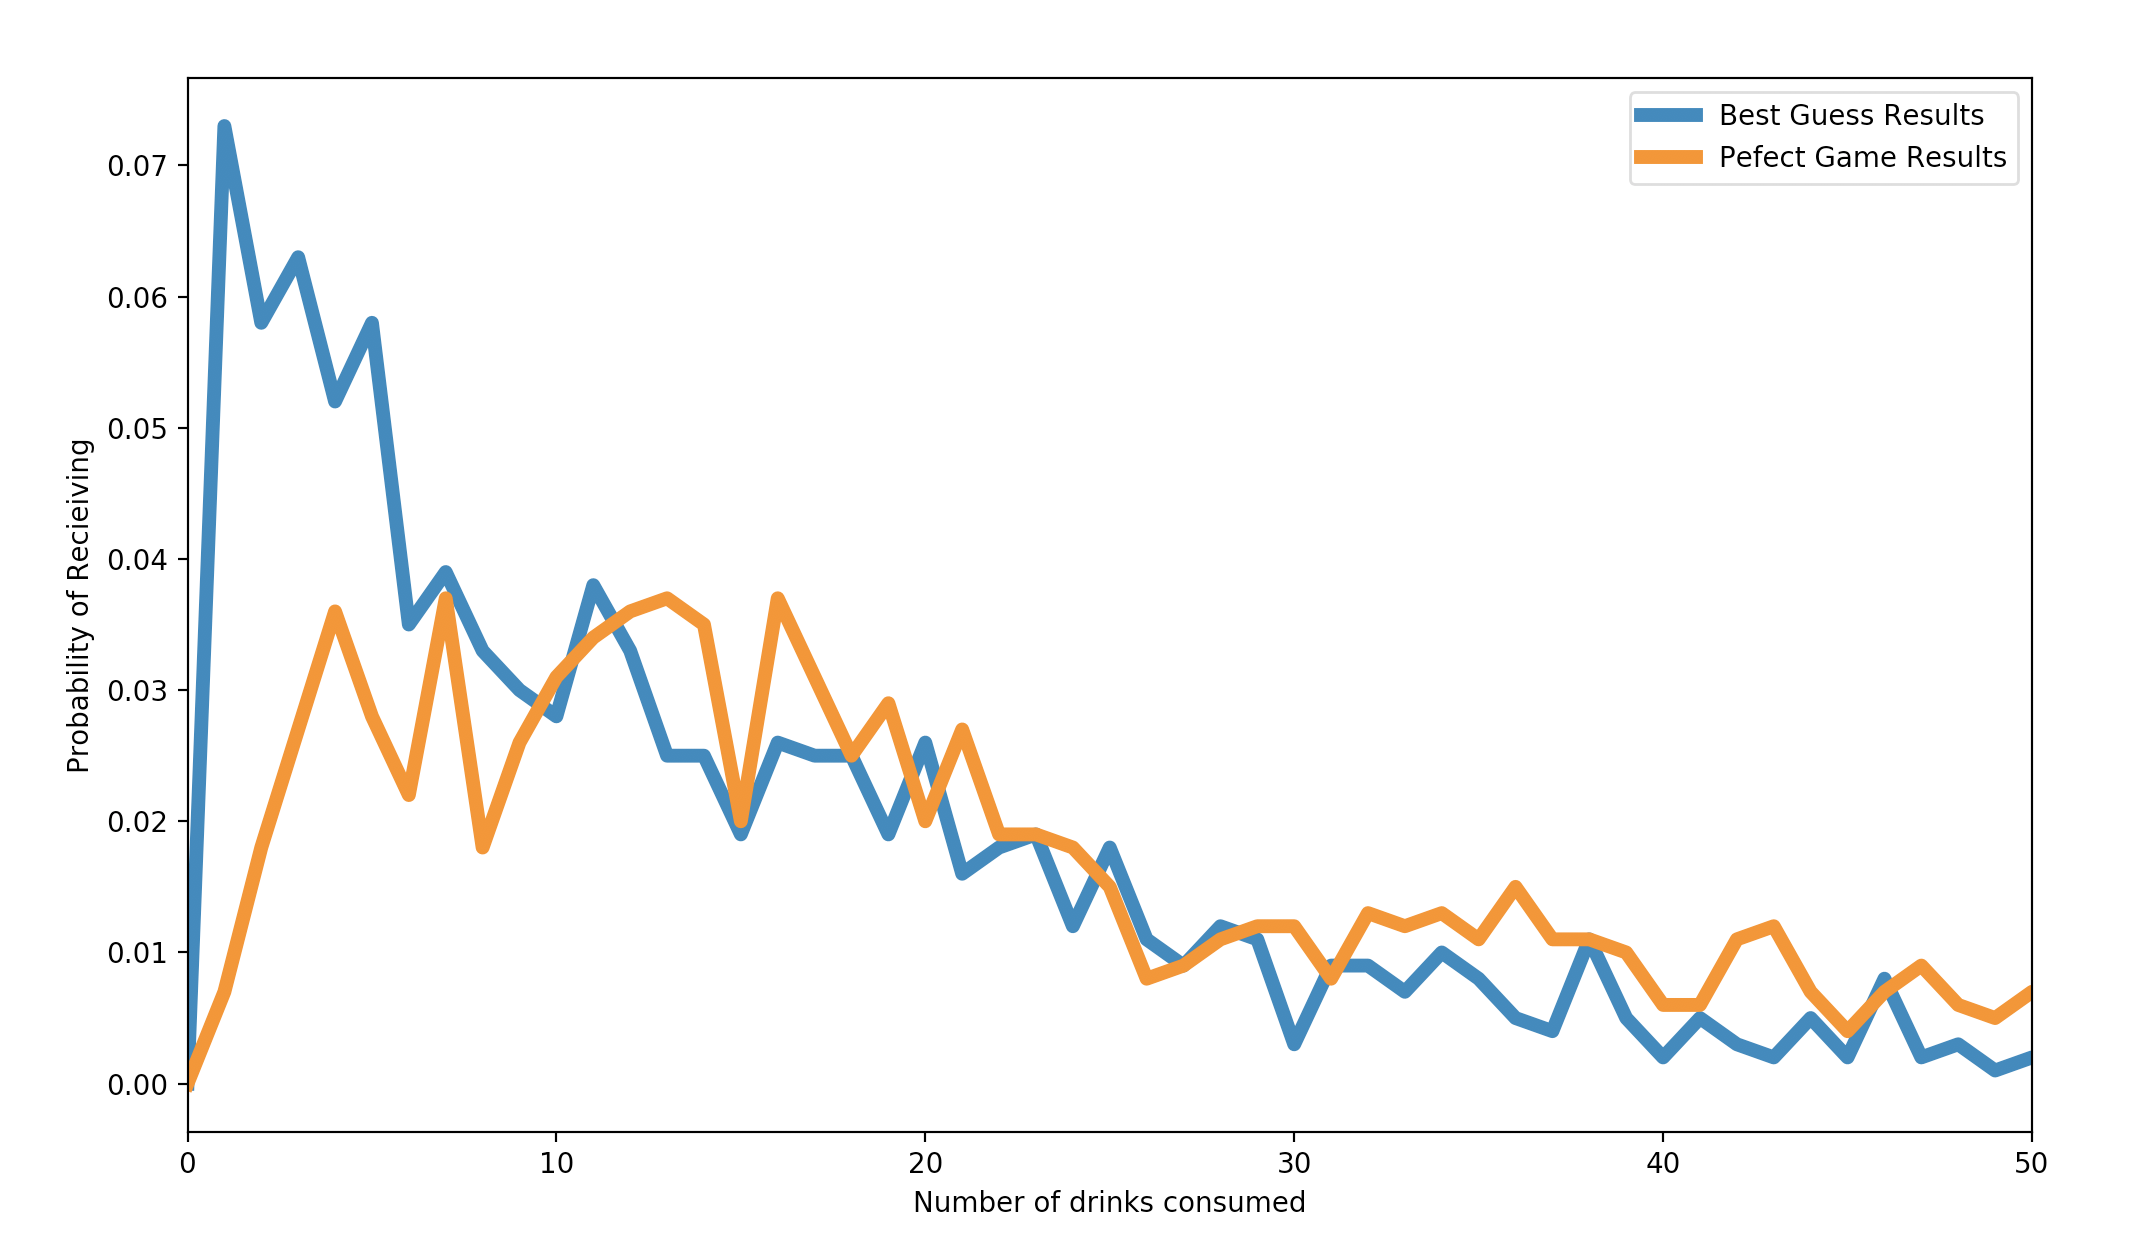 Best Guess Results
Pefect Game Results
0.07
0.06
0.05
0.04
0.03
0.02
0.01
0.00
Probability of Recieiving
0 10 20 30 40 50
Number of drinks consumed